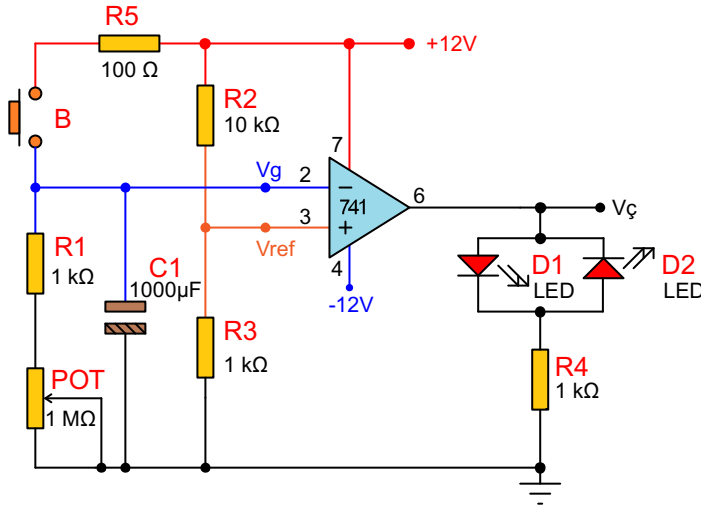 R5
100 Ω
+12V
B
R2
10 kΩ
7
Vg
2
−
741
6
Vç
3
+
Vref
4
-12V
R1
1 kΩ
C1
1000µF
D1
LED
D2
LED
R3
1 kΩ
POT
1 MΩ
R4
1 kΩ